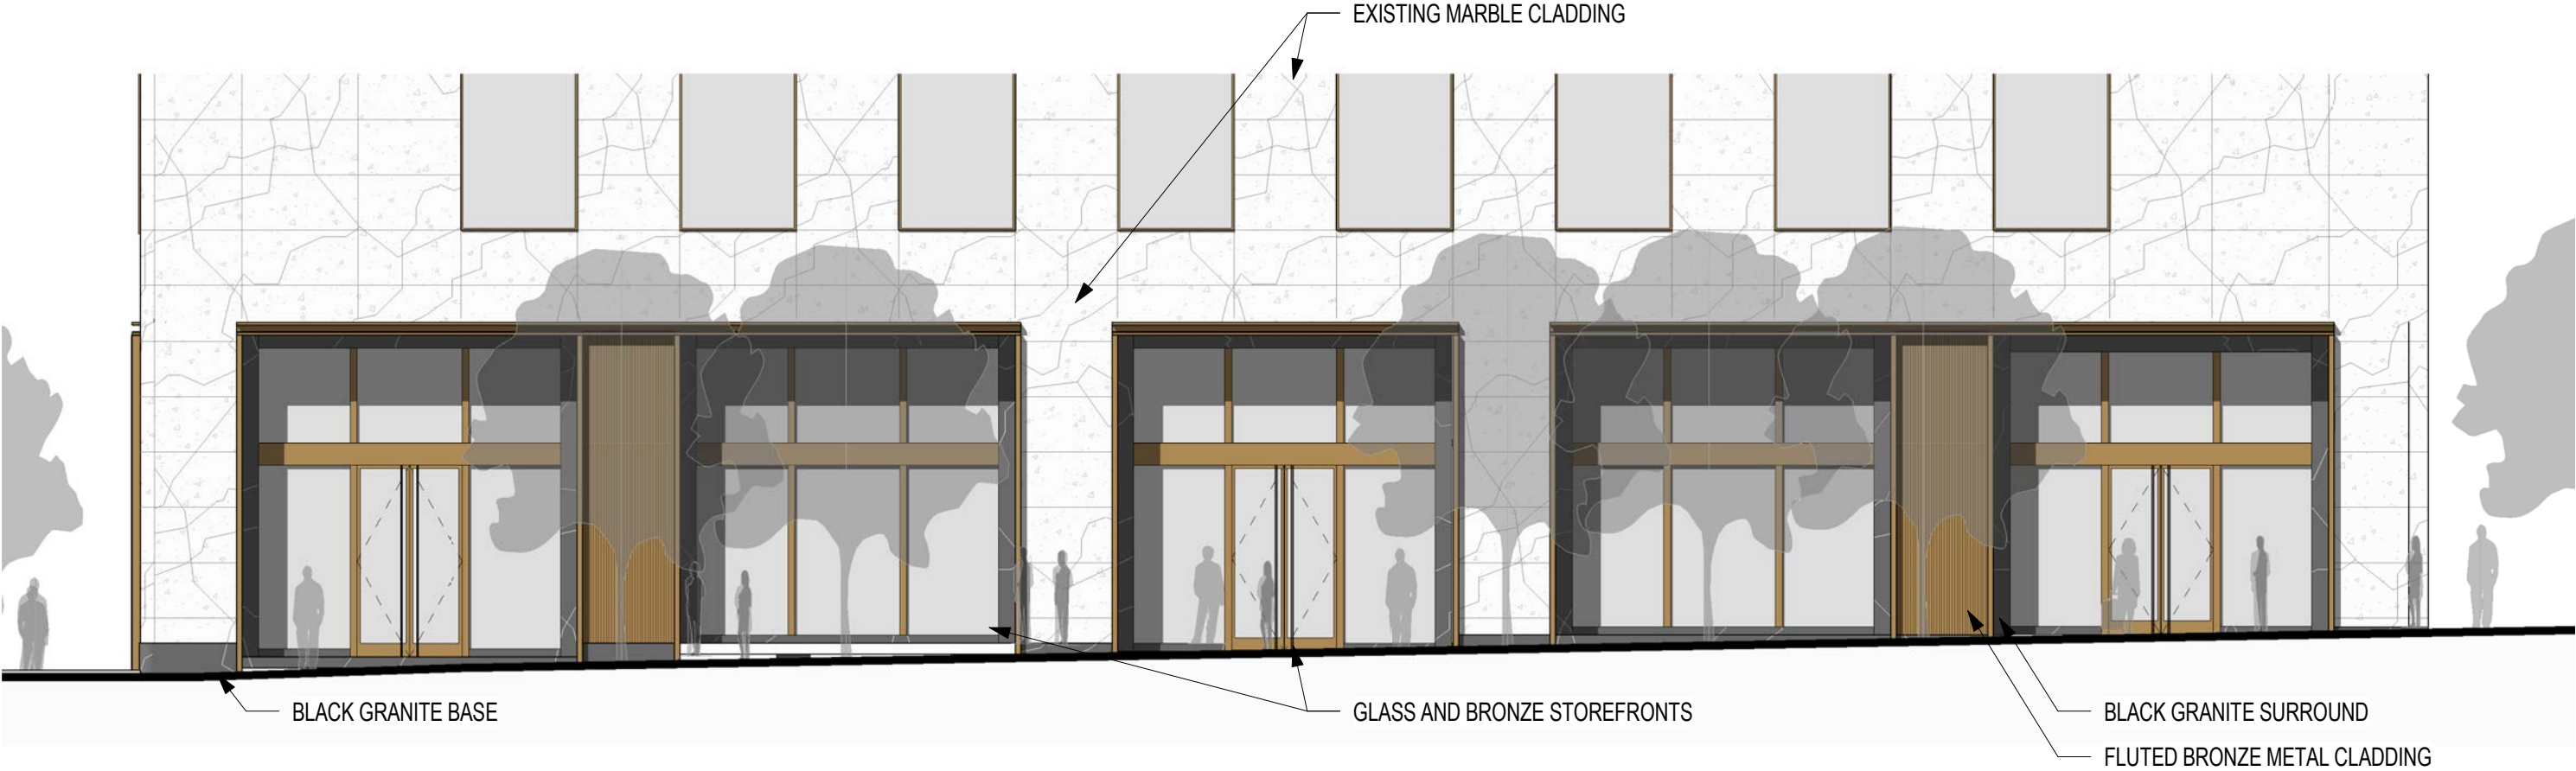 EXISTING MARBLE CLADDING
BLACK GRANITE BASE
GLASS AND BRONZE STOREFRONTS
BLACK GRANITE SURROUND
FLUTED BRONZE METAL CLADDING